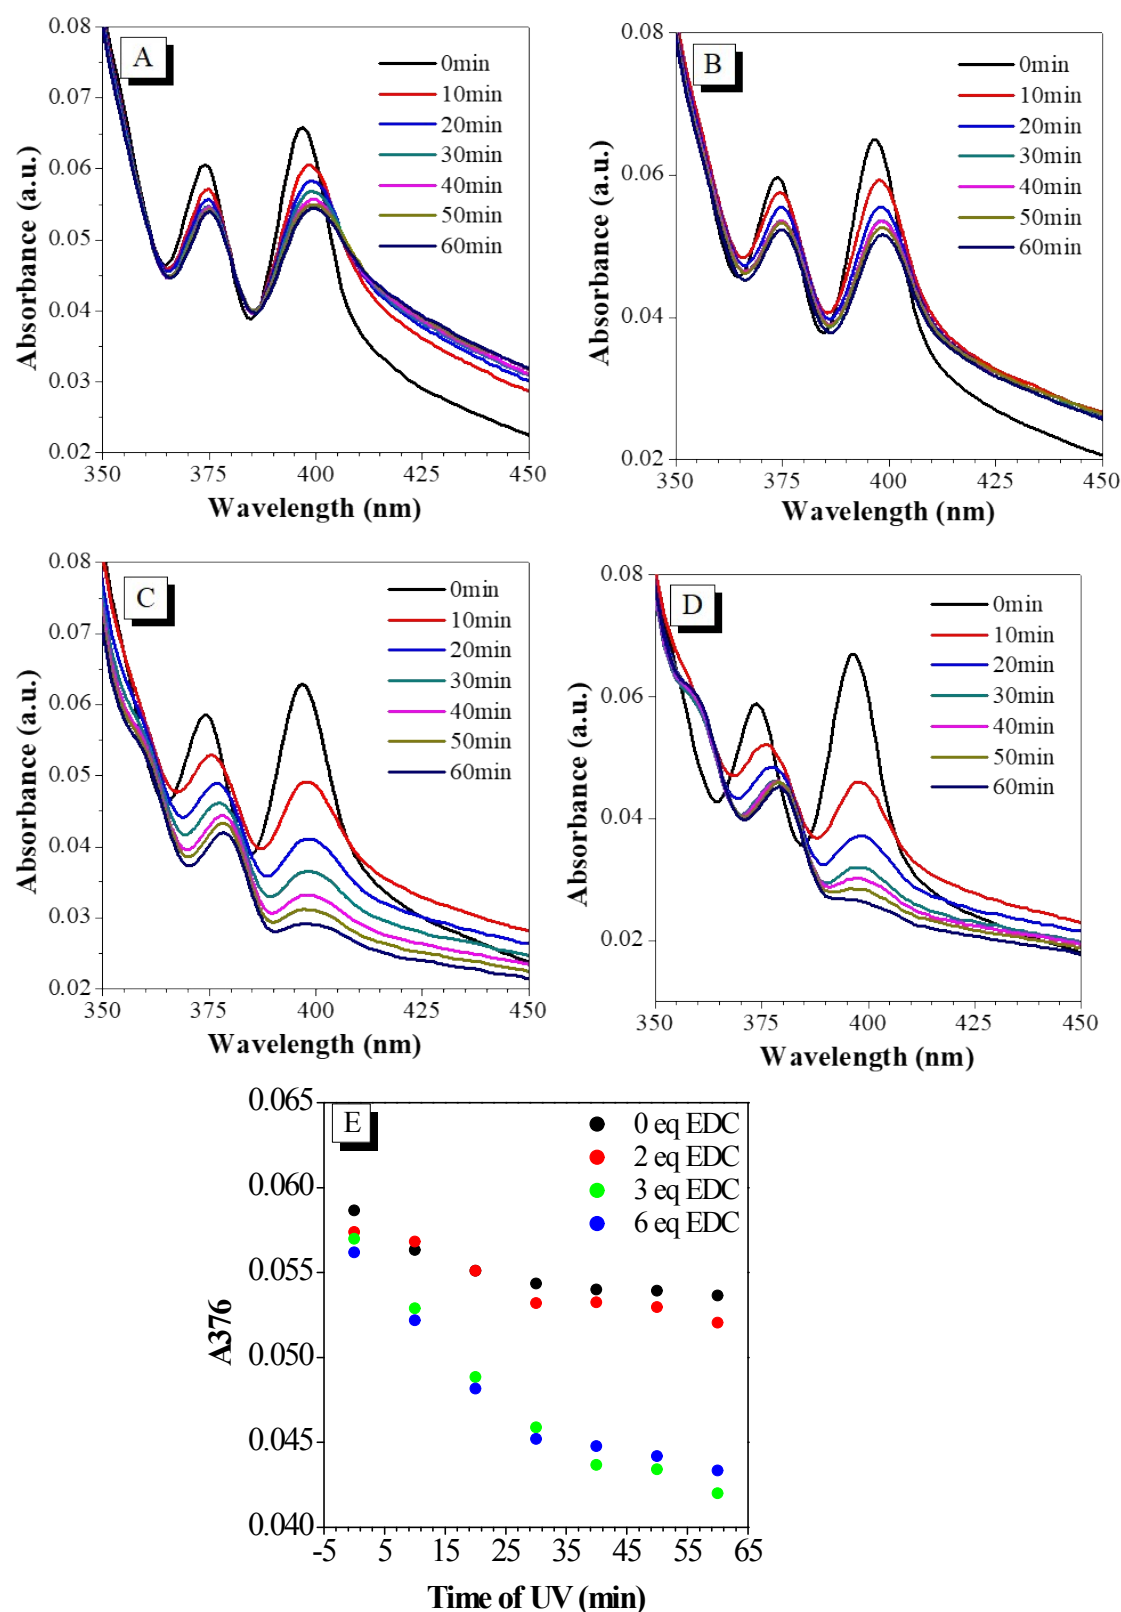 A
0min
10min
20min
30min
40min
50min
60min
0.08
0.07
0.06
0.05
0.04
0.03
0.02
350
375
400
425
450
Absorbance (a.u.)
Wavelength (nm)
B
0min
10min
20min
30min
40min
50min
60min
0.08
0.06
0.04
0.02
350
375
400
425
450
Absorbance (a.u.)
Wavelength (nm)
C
0min
10min
20min
30min
40min
50min
60min
0.08
0.07
0.06
0.05
0.04
0.03
0.02
350
375
400
425
450
Absorbance (a.u.)
Wavelength (nm)
D
0min
10min
20min
30min
40min
50min
60min
0.08
0.06
0.04
0.02
350
375
400
425
450
Absorbance (a.u.)
Wavelength (nm)
E
0 eq EDC
2 eq EDC
3 eq EDC
6 eq EDC
0.065
0.060
0.055
0.050
0.045
0.040
-5
5
15
25
35
45
55
65
A376
Time of UV (min)